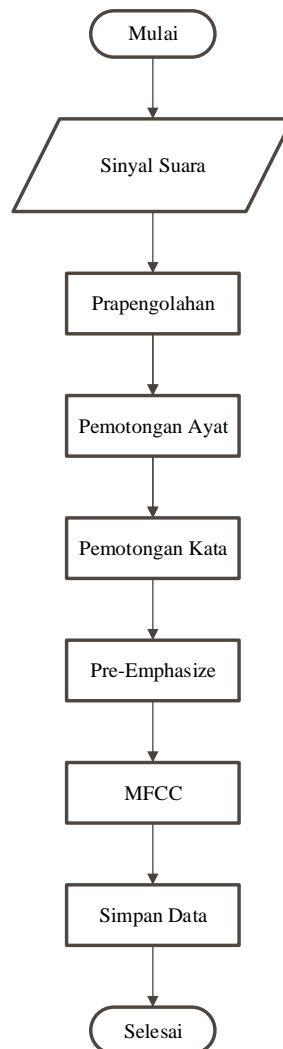 Mulai
Sinyal Suara
Prapengolahan
Pemotongan Ayat
Pemotongan Kata
Pre-Emphasize
MFCC
Simpan Data
Selesai